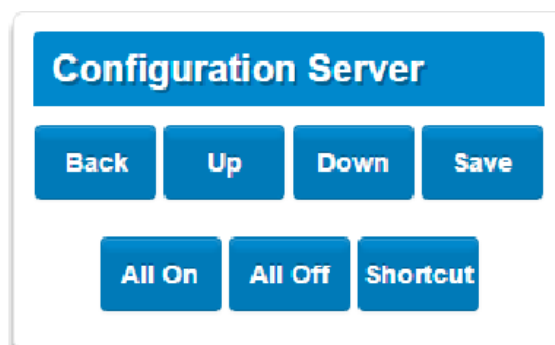 Configuration Server
Back Up Down Save
All On All Off Shortcut